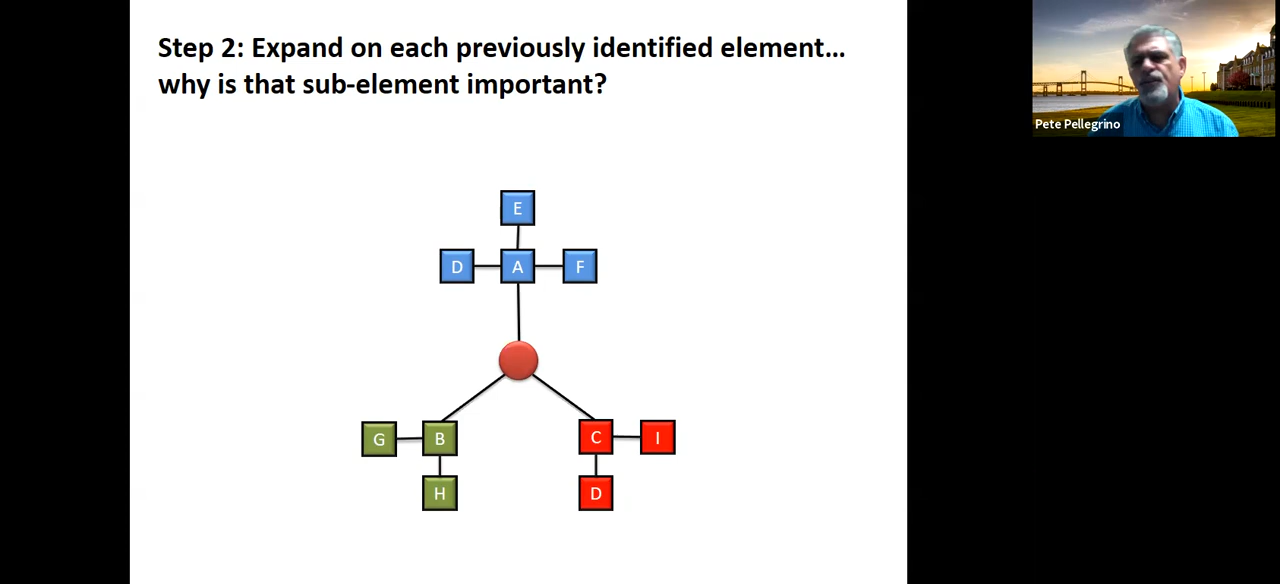 Step 2: Expand on each previously identified element...
why is that sub-element important?
Pete Pellegrino
E
D A F
G B
C I
H
D